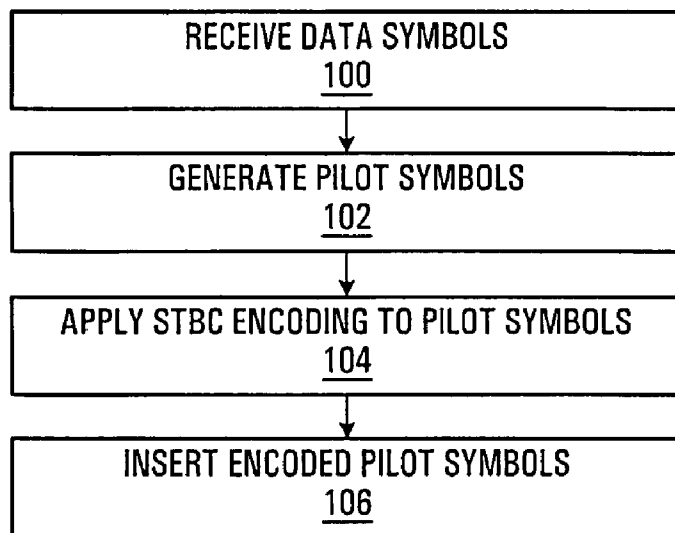 RECEIVE DATA SYMBOLS
100
GENERATE PILOT SYMBOLS
102
APPLY STBC ENCODING TO PILOT SYMBOLS
104
INSERT ENCODED PILOT SYMBOLS
106